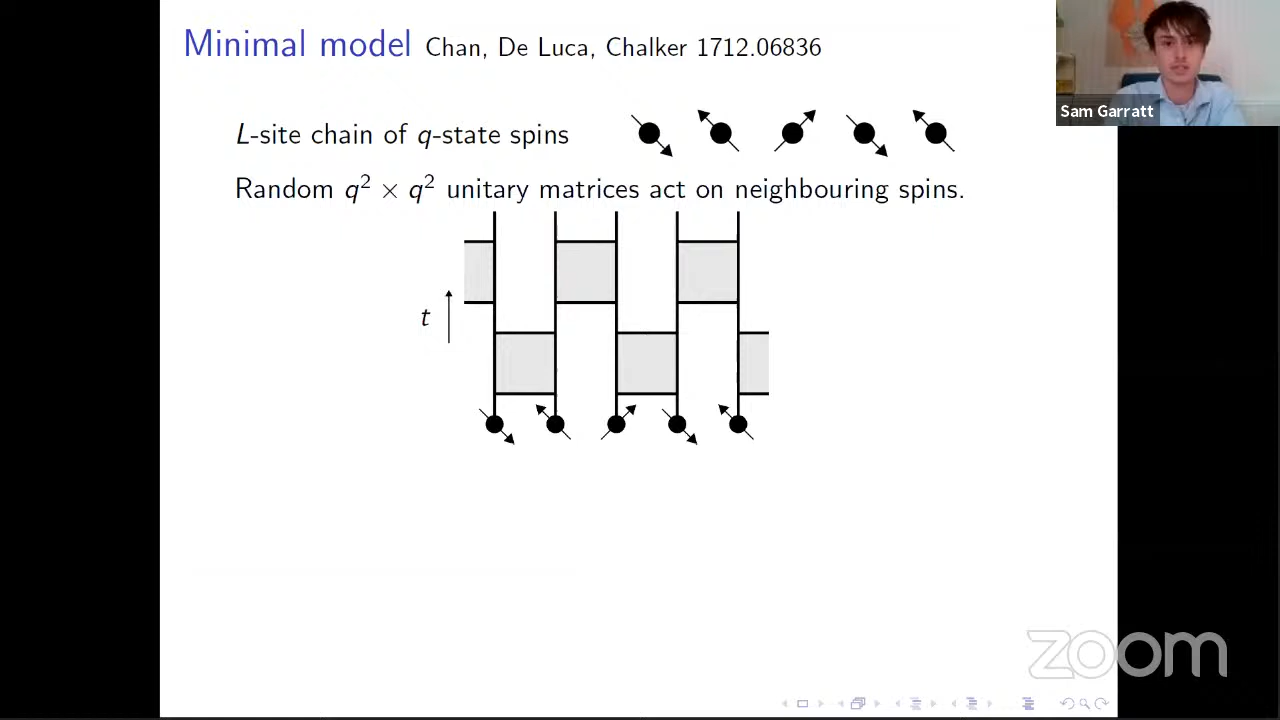 Minimal model Chan, De Luca, Chalker 1712.06836
Sam Garratt
L-site chain of q-state spins
Random q² × q² unitary matrices act on neighbouring spins.
t
zoom